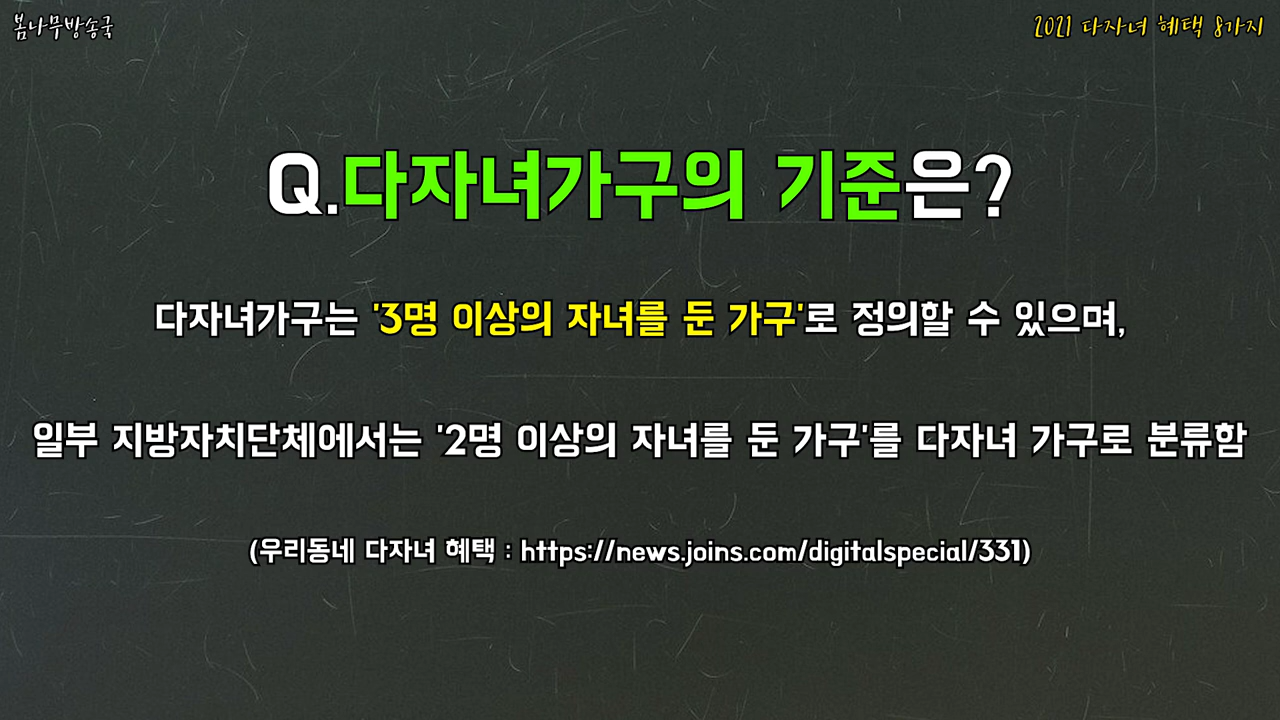 봄나무방송국
2021 다자녀 혜택 8가지
Q.다자녀가구의 기준은?
다자녀가구는 '3명 이상의 자녀를 둔 가구'로 정의할 수 있으며,
일부 지방자치단체에서는 '2명 이상의 자녀를 둔 가구'를 다자녀 가구로 분류함
(우리동네 다자녀 혜택 : https://news.joins.com/digitalspecial/331)